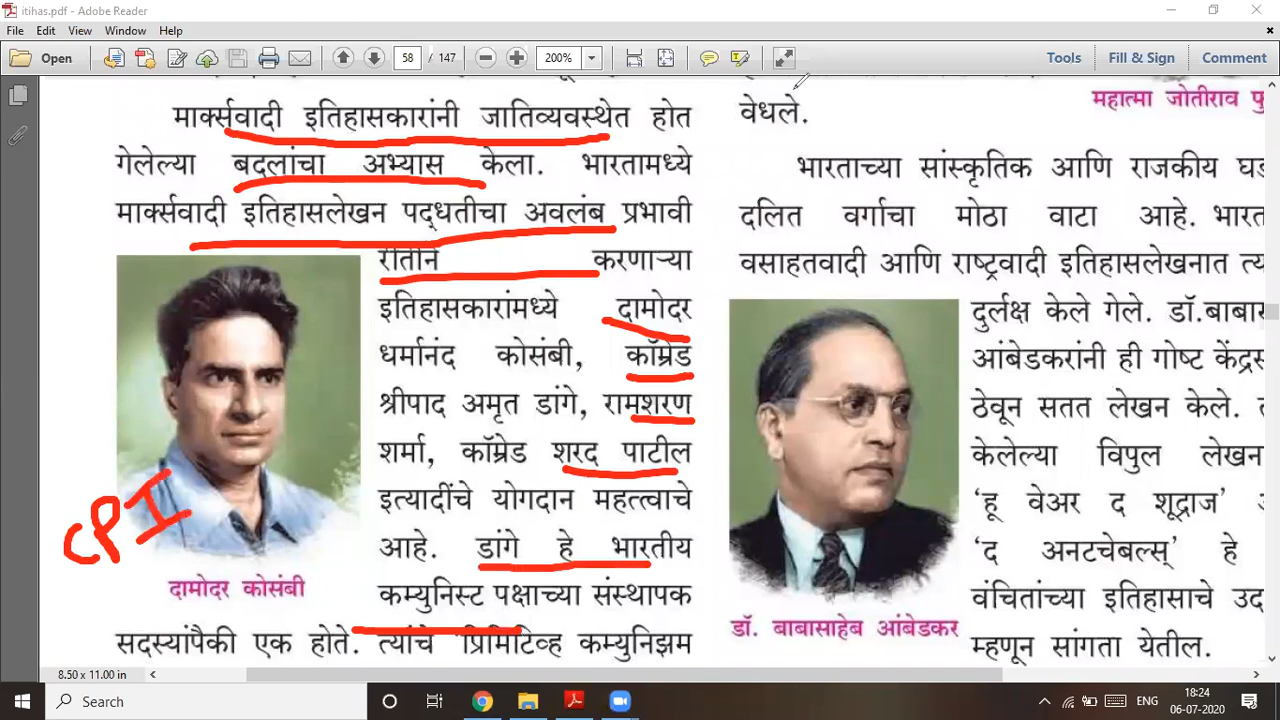 itihas.pdf - Adobe Reader
File Edit View Window Help
Open 58 / 147 200% Tools Fill & Sign Comment
मार्क्सवादी इतिहासकारांनी जातिव्यवस्थेत होत
गेलेल्या बदलांचा अभ्यास केला. भारतामध्ये
मार्क्सवादी इतिहासलेखन पद्धतीचा अवलंब प्रभावी
रीतीने करणाऱ्या
इतिहासकारांमध्ये दामोदर
धर्मानंद कोसंबी, कॉम्रेड
श्रीपाद अमृत डांगे, रामशरण
शर्मा, कॉम्रेड शरद पाटील
इत्यादींचे योगदान महत्त्वाचे
आहे. डांगे हे भारतीय
कम्युनिस्ट पक्षाच्या संस्थापक
सदस्यांपैकी एक होते. त्यांचे 'प्रिमिटिव्ह कम्युनिझम
CPI
दामोदर कोसंबी
वेधले.
महात्मा जोतीराव फु
भारताच्या सांस्कृतिक आणि राजकीय घड
दलित वर्गाचा मोठा वाटा आहे. भारत
वसाहतवादी आणि राष्ट्रवादी इतिहासलेखनात त्य
दुर्लक्ष केले गेले. डॉ.बाबास
आंबेडकरांनी ही गोष्ट केंद्रस
ठेवून सतत लेखन केले. त
केलेल्या विपुल लेखन
'हू वेअर द शूद्राज'
'द अनटचेबल्स्' हे
वंचितांच्या इतिहासाचे उद
म्हणून सांगता येतील.
डॉ. बाबासाहेब आंबेडकर
8.50 x 11.00 in
Search
ENG
18:24
06-07-2020